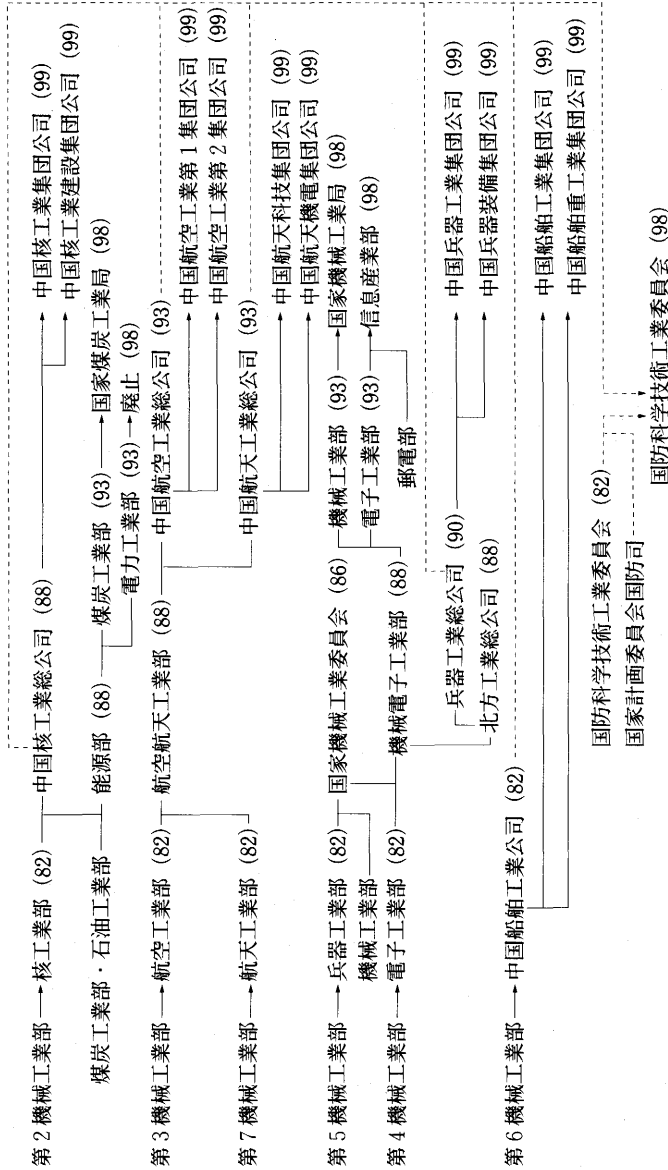 第2機械工業部 核工業部 (82) 中国核工業総公司 (88) 中国核工業集団公司 (99)
中国核工業建設集団公司 (99)
煤炭工業部・石油工業部 能源部 (88) 煤炭工業部 (93) 国家煤炭工業局 (98)
電力工業部 (93) 廃止 (98)
第3機械工業部 航空工業部 (82) 航空航天工業部 (88) 中国航空工業総公司 (93)
中国航空工業第1集団公司 (99)
中国航空工業第2集団公司 (99)
第7機械工業部 航天工業部 (82) 中国航天工業総公司 (93)
中国航天科技集団公司 (99)
中国航天機電集団公司 (99)
第5機械工業部 兵器工業部 (82) 国家機械工業委員会 (86) 機械工業部 (93) 国家機械工業局 (98)
機械工業部
電子工業部 (93) 信息産業部 (98)
第4機械工業部 電子工業部 (82) 機械電子工業部 (88)
郵電部
兵器工業総公司 (90) 中国兵器工業集団公司 (99)
北方工業総公司 (88) 中国兵器装備集団公司 (99)
第6機械工業部 中国船舶工業公司 (82)
中国船舶工業集団公司 (99)
中国船舶重工業集団公司 (99)
国防科学技術工業委員会 (82)
国家計画委員会国防司
国防科学技術工業委員会 (98)